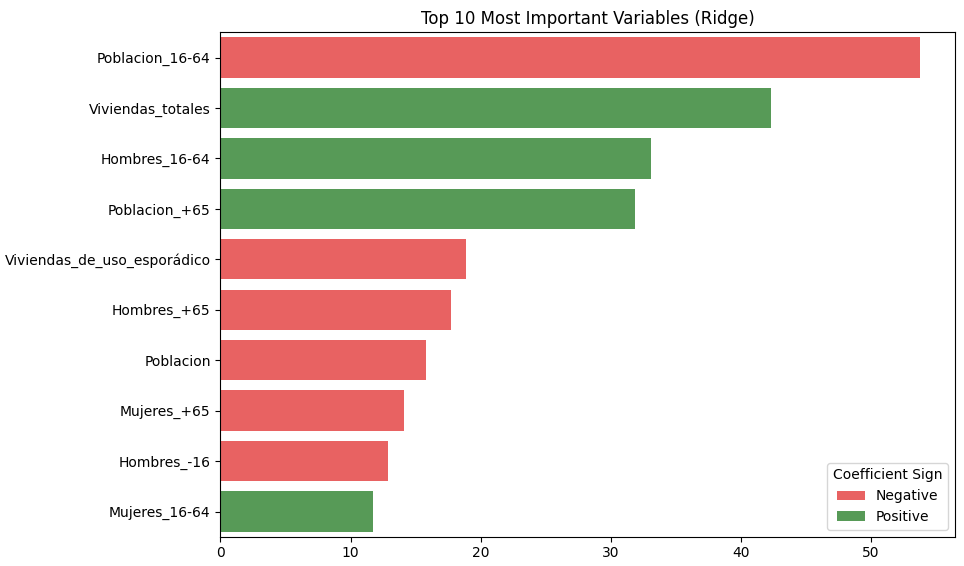 Top 10 Most Important Variables (Ridge)
Poblacion_16-64
Viviendas_totales
Hombres_16-64
Poblacion_+65
Viviendas_de_uso_esporádico
Hombres_+65
Poblacion
Mujeres_+65
Hombres_-16
Mujeres_16-64
Coefficient Sign
Negative
Positive
0 10 20 30 40 50